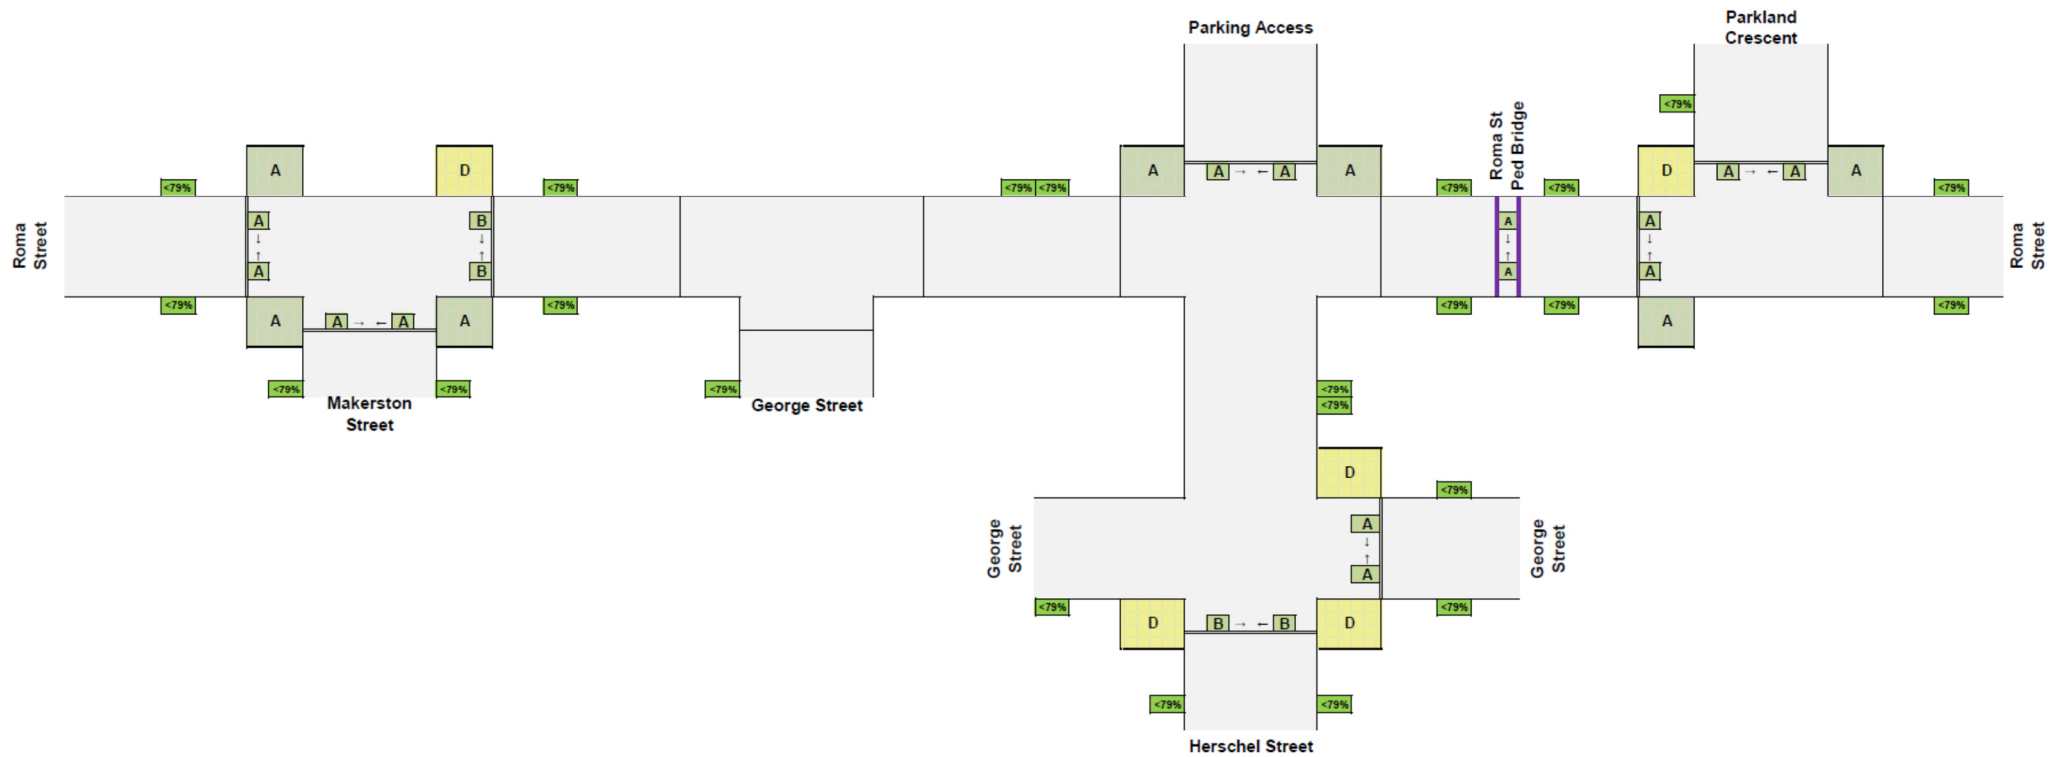 Parking Access
Parkland
Crescent
<79%
Roma St
Ped Bridge
A
D
A
A → ← A
A
D
A → ← A
A
<79%
<79%
<79% <79%
<79%
<79%
<79%
Roma
Street
A
↓
↑
A
B
↓
↑
B
A
↓
↑
A
A
↓
↑
A
Roma
Street
<79%
<79%
<79%
<79%
<79%
A
A → ← A
A
A
<79%
<79%
<79%
<79%
<79%
Makerston
Street
George Street
D
<79%
George
Street
A
↓
↑
A
George
Street
<79%
<79%
D
B → ← B
D
<79%
<79%
Herschel Street